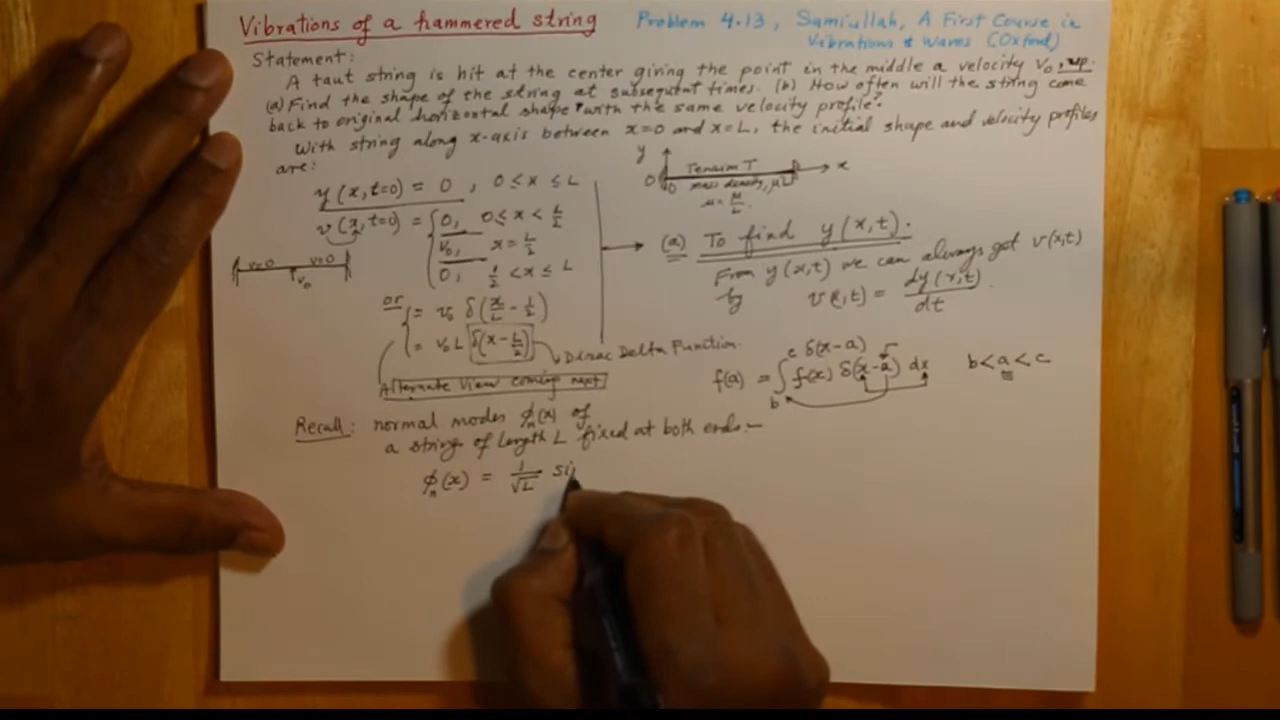 Vibrations of a hammered string
Problem 4.13, Samiullah, A First Course in
Vibrations & Waves (Oxford)
Statement:
A taut string is hit at the center giving the point in the middle a velocity V₀, up.
(a) Find the shape of the string at subsequent times. (b) How often will the string come
back to original horizontal shape with the same velocity profile?
With string along x-axis between x=0 and x=L, the initial shape and velocity profiles
are:
y(x,t=0) = 0 , 0 ≤ x ≤ L
v(x,t=0) = { 0, 0 ≤ x < L/2
V₀, x = L/2
0, L/2 < x ≤ L
v=0 v=0
v₀
or
= v₀ δ(x/L - 1/2)
= v₀ L δ(x - L/2) → Dirac Delta Function.
Alternate View coming next
y
0 Tension T x
mass density, μ
μ = M/L
(a) To find y(x,t).
From y(x,t) we can always get v(x,t)
by v(x,t) = dy(x,t)/dt .
δ(x-a)
f(a) = ∫ᵇᶜ f(x) δ(x-a) dx b<a<c
Recall: normal modes ϕₙ(x) of
a string of length L fixed at both ends.
ϕₙ(x) = 1/√L si